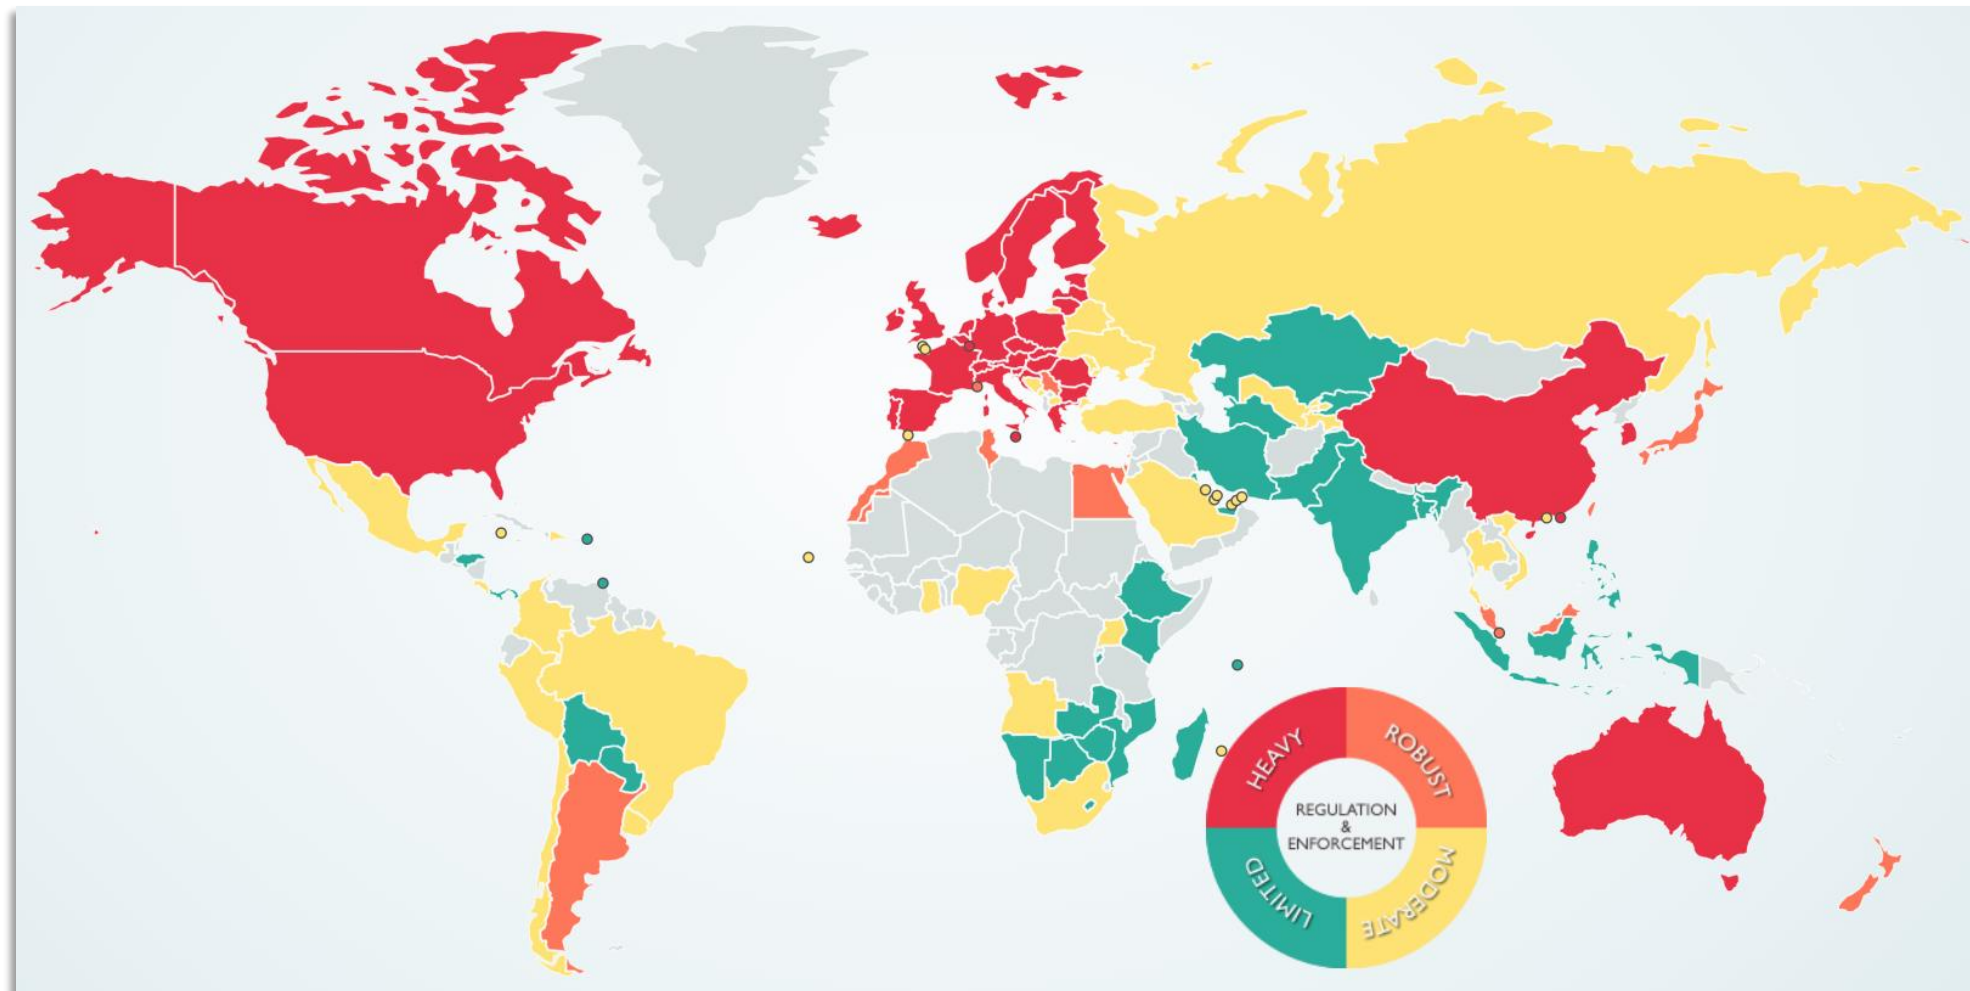 HEAVY
ROBUST
REGULATION
&
ENFORCEMENT
LIMITED
MODERATE